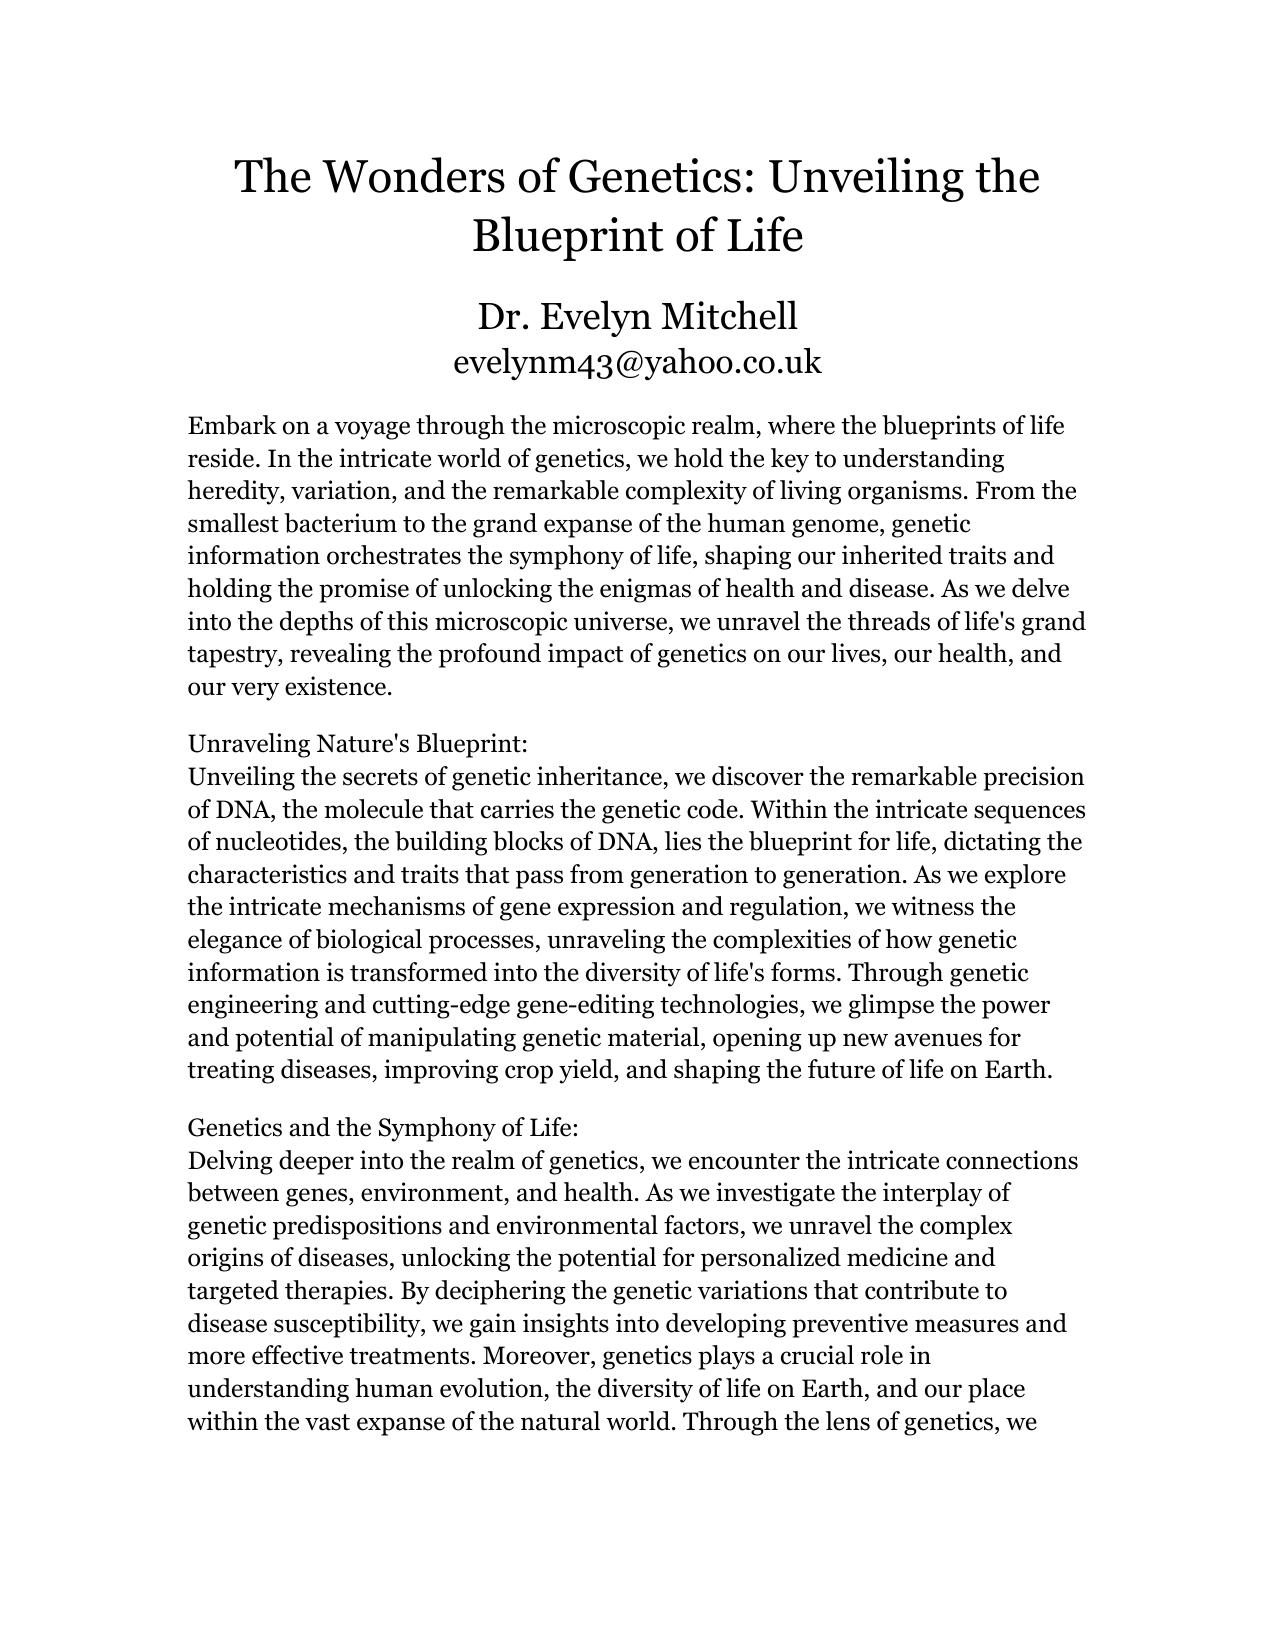 The Wonders of Genetics: Unveiling the
Blueprint of Life
Dr. Evelyn Mitchell
evelynm43@yahoo.co.uk
Embark on a voyage through the microscopic realm, where the blueprints of life
reside. In the intricate world of genetics, we hold the key to understanding
heredity, variation, and the remarkable complexity of living organisms. From the
smallest bacterium to the grand expanse of the human genome, genetic
information orchestrates the symphony of life, shaping our inherited traits and
holding the promise of unlocking the enigmas of health and disease. As we delve
into the depths of this microscopic universe, we unravel the threads of life's grand
tapestry, revealing the profound impact of genetics on our lives, our health, and
our very existence.
Unraveling Nature's Blueprint:
Unveiling the secrets of genetic inheritance, we discover the remarkable precision
of DNA, the molecule that carries the genetic code. Within the intricate sequences
of nucleotides, the building blocks of DNA, lies the blueprint for life, dictating the
characteristics and traits that pass from generation to generation. As we explore
the intricate mechanisms of gene expression and regulation, we witness the
elegance of biological processes, unraveling the complexities of how genetic
information is transformed into the diversity of life's forms. Through genetic
engineering and cutting-edge gene-editing technologies, we glimpse the power
and potential of manipulating genetic material, opening up new avenues for
treating diseases, improving crop yield, and shaping the future of life on Earth.
Genetics and the Symphony of Life:
Delving deeper into the realm of genetics, we encounter the intricate connections
between genes, environment, and health. As we investigate the interplay of
genetic predispositions and environmental factors, we unravel the complex
origins of diseases, unlocking the potential for personalized medicine and
targeted therapies. By deciphering the genetic variations that contribute to
disease susceptibility, we gain insights into developing preventive measures and
more effective treatments. Moreover, genetics plays a crucial role in
understanding human evolution, the diversity of life on Earth, and our place
within the vast expanse of the natural world. Through the lens of genetics, we